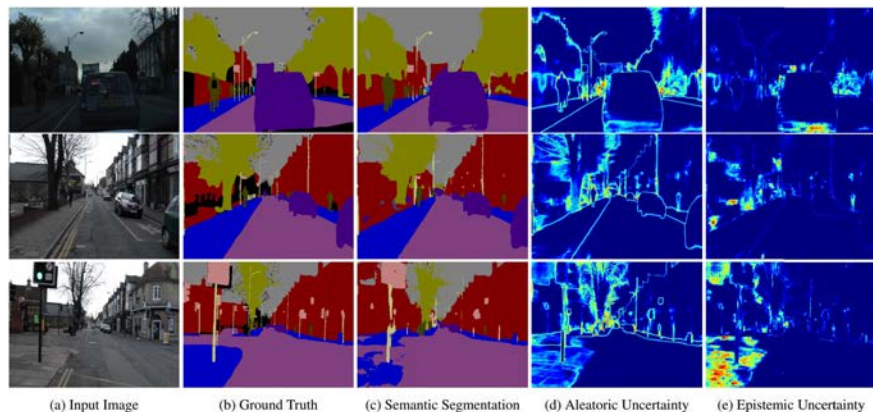 (a) Input Image
(b) Ground Truth
(c) Semantic Segmentation
(d) Aleatoric Uncertainty
(e) Epistemic Uncertainty